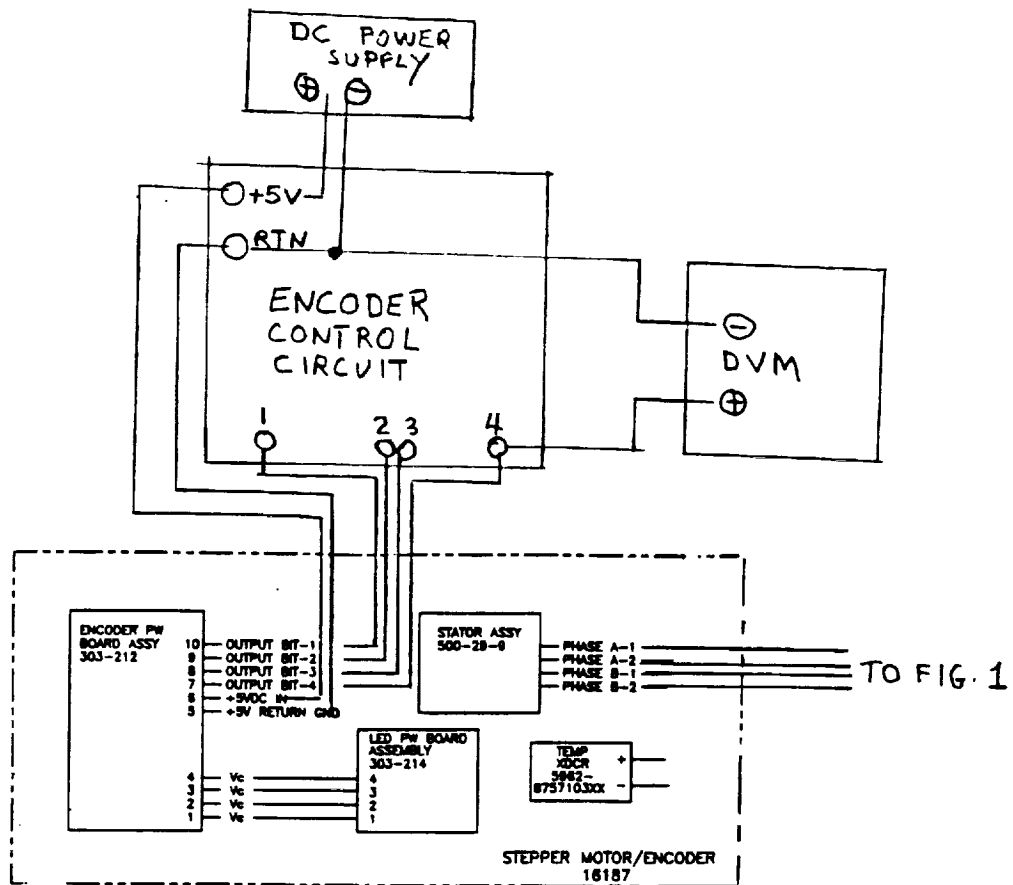 DC POWER
SUPPLY
⊕ ⊖
+5V
RTN
ENCODER
CONTROL
CIRCUIT
1 2 3 4
⊖
DVM
⊕
ENCODER PW
BOARD ASSY
303-212
10 OUTPUT BIT-1
9 OUTPUT BIT-2
8 OUTPUT BIT-3
7 OUTPUT BIT-4
6 +5VDC IN
5 +5V RETURN GND
4 Vc
3 Vc
2 Vc
1 Vc
LED PW BOARD
ASSEMBLY
303-214
4
3
2
1
STATOR ASSY
500-29-9
PHASE A-1
PHASE A-2
PHASE B-1
PHASE B-2
TO FIG. 1
TEMP
XDCR
5962-
8757103XX
+
-
STEPPER MOTOR/ENCODER
16187